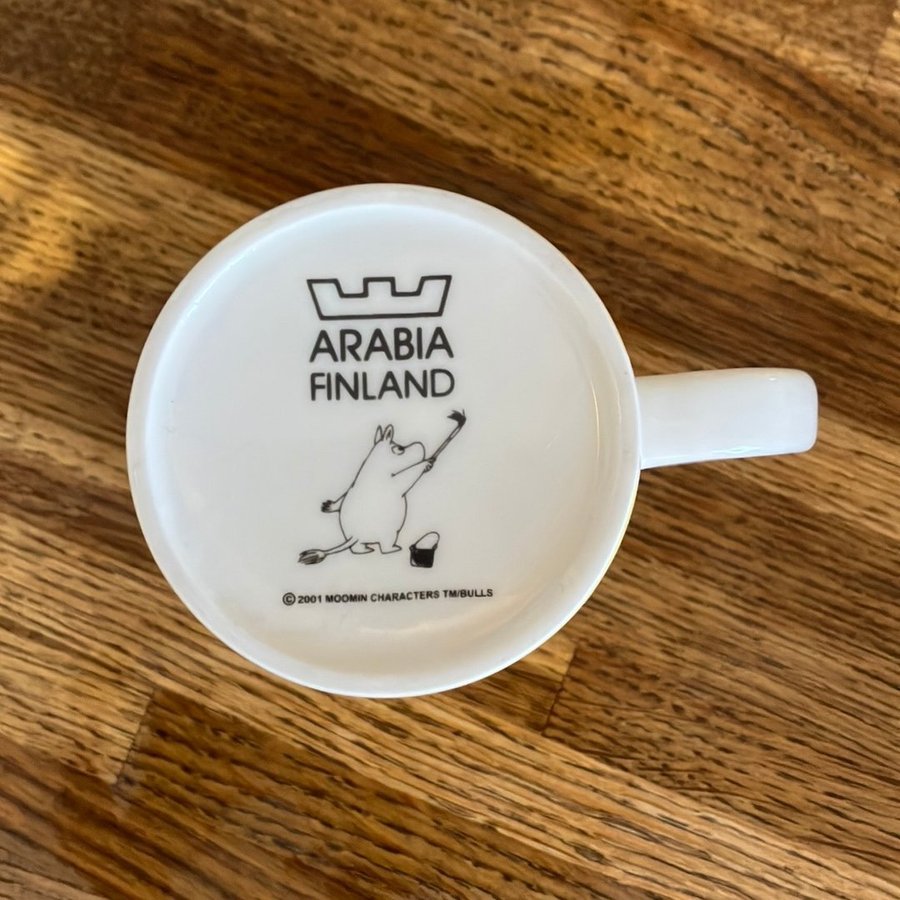 ARABIA
FINLAND
© 2001 MOOMIN CHARACTERS TM/BULLS